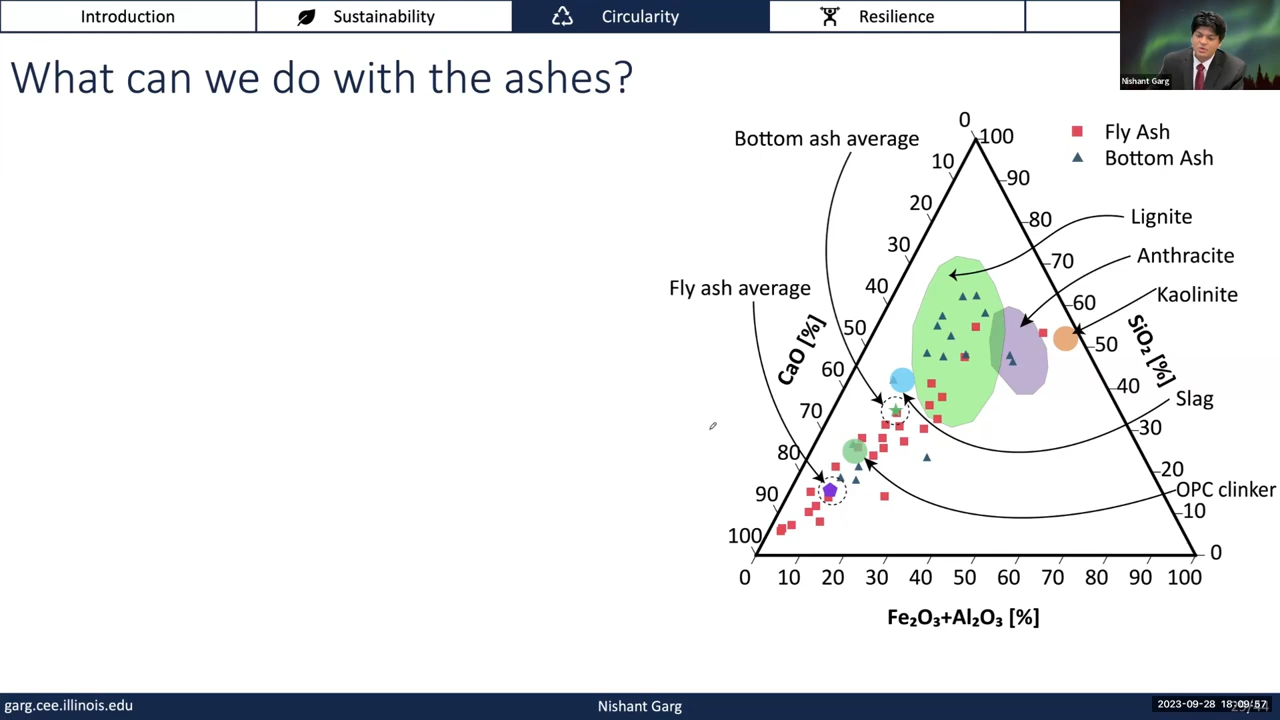 Introduction
Sustainability
Circularity
Resilience
Nishant Garg
What can we do with the ashes?
Fly Ash
Bottom Ash
Bottom ash average
Lignite
Anthracite
Fly ash average
Kaolinite
Slag
OPC clinker
CaO [%]
0
10
20
30
40
50
60
70
80
90
100
SiO₂ [%]
100
90
80
70
60
50
40
30
20
10
0
0 10 20 30 40 50 60 70 80 90 100
Fe₂O₃+Al₂O₃ [%]
garg.cee.illinois.edu
Nishant Garg
2023-09-28 18:09:57